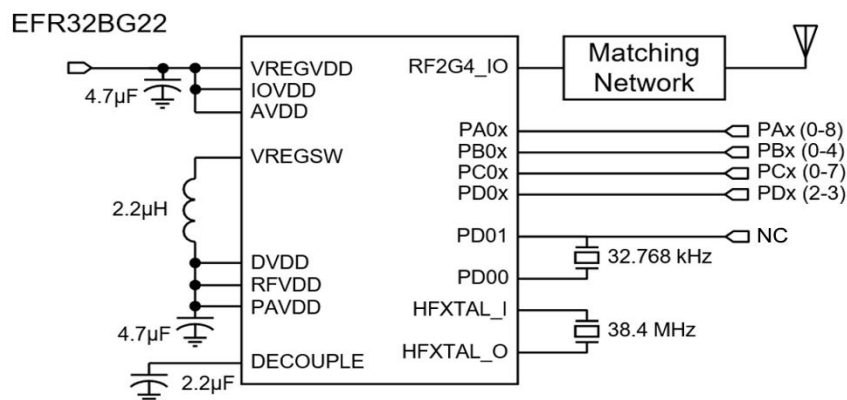 EFR32BG22
VREGVDD
IOVDD
AVDD
4.7µF
VREGSW
2.2µH
DVDD
RFVDD
PAVDD
4.7µF
DECOUPLE
2.2µF
RF2G4_IO
Matching
Network
PA0x
PAx (0-8)
PB0x
PBx (0-4)
PC0x
PCx (0-7)
PD0x
PDx (2-3)
PD01
NC
32.768 kHz
PD00
HFXTAL_I
38.4 MHz
HFXTAL_O